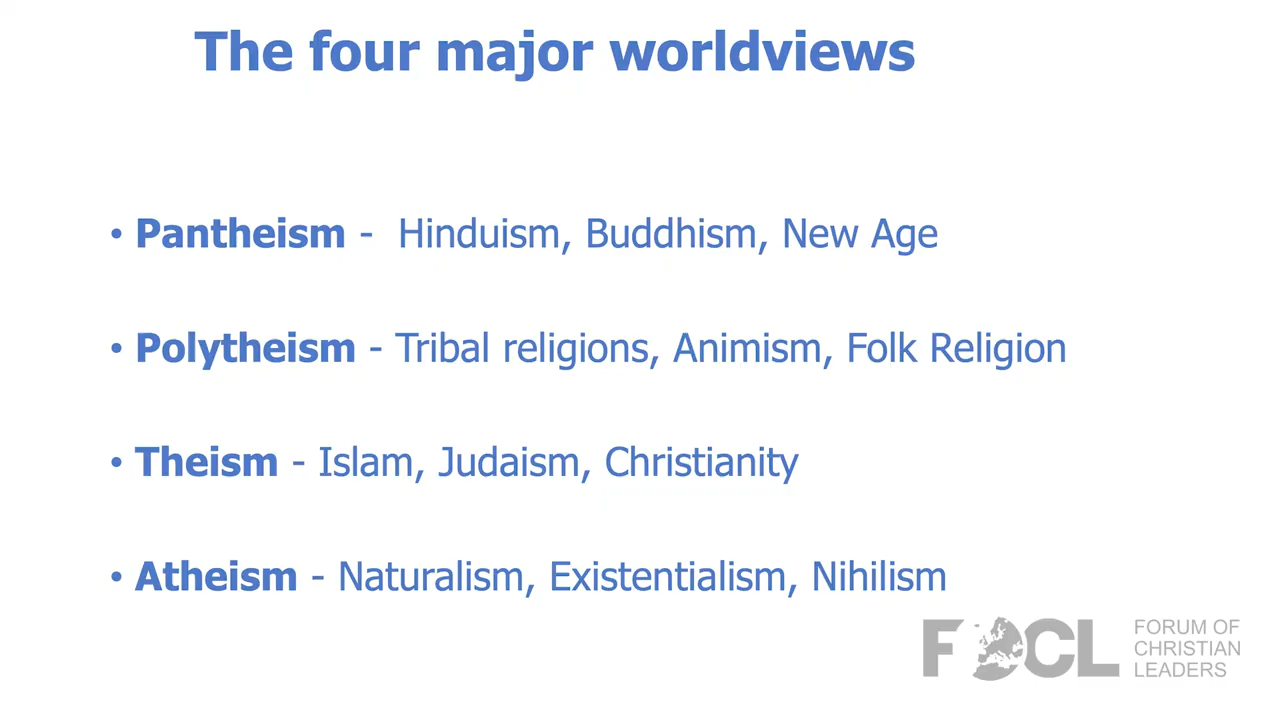 The four major worldviews
• Pantheism -  Hinduism, Buddhism, New Age
• Polytheism - Tribal religions, Animism, Folk Religion
• Theism - Islam, Judaism, Christianity
• Atheism - Naturalism, Existentialism, Nihilism
FOCL
FORUM OF
CHRISTIAN
LEADERS